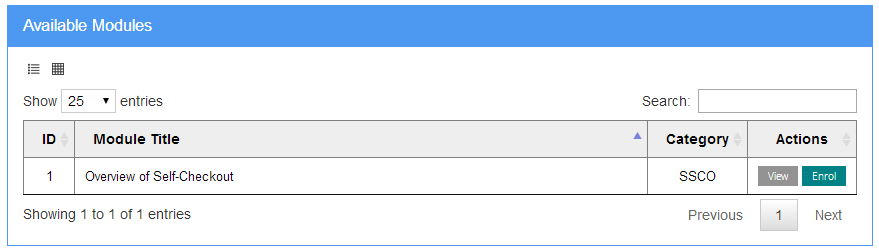 Available Modules
Show 25 entries Search:
ID Module Title Category Actions
1 Overview of Self-Checkout SSCO View Enrol
Showing 1 to 1 of 1 entries Previous 1 Next